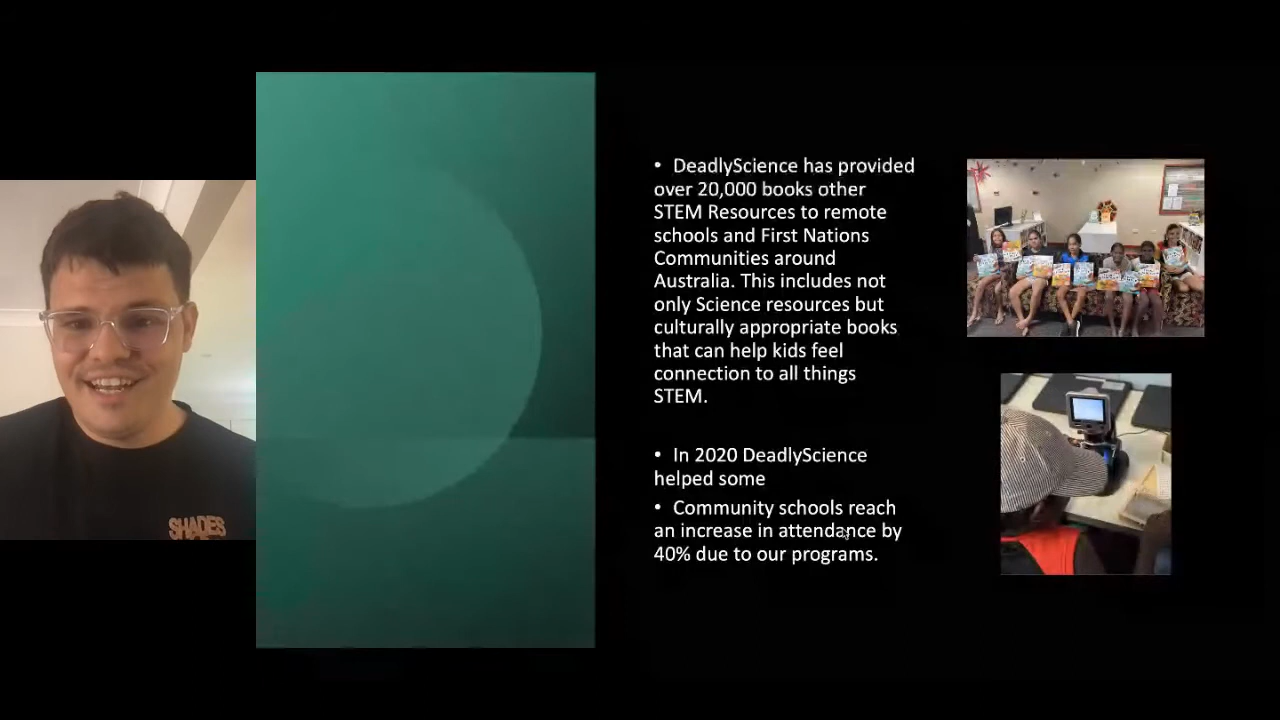 • DeadlyScience has provided
over 20,000 books other
STEM Resources to remote
schools and First Nations
Communities around
Australia. This includes not
only Science resources but
culturally appropriate books
that can help kids feel
connection to all things
STEM.
• In 2020 DeadlyScience
helped some
• Community schools reach
an increase in attendance by
40% due to our programs.
SHADES